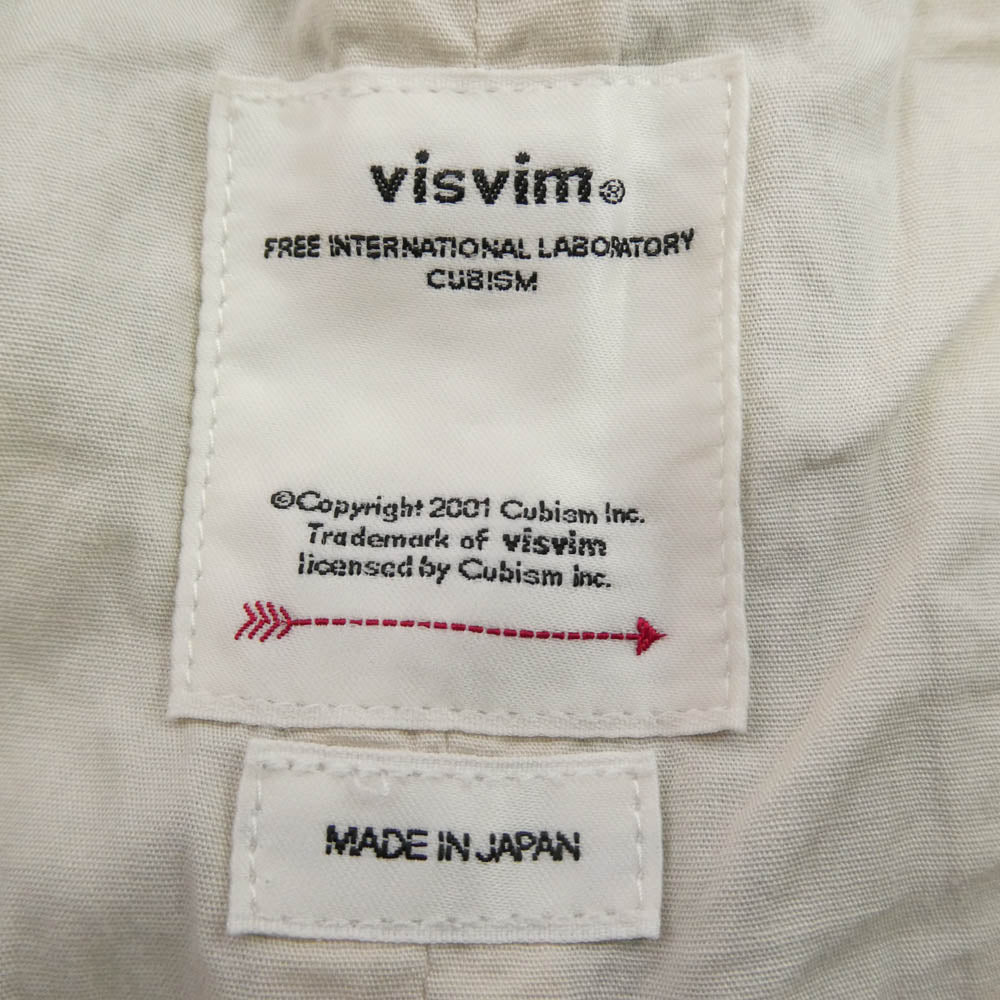 visvim®
FREE INTERNATIONAL LABORATORY
CUBISM
©Copyright 2001 Cubism Inc.
Trademark of visvim
licensed by Cubism Inc.
MADE IN JAPAN